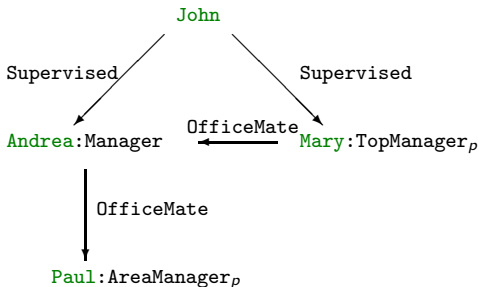 John
Supervised Supervised
OfficeMate
Andrea:Manager Mary:TopManagerₚ
OfficeMate
Paul:AreaManagerₚ